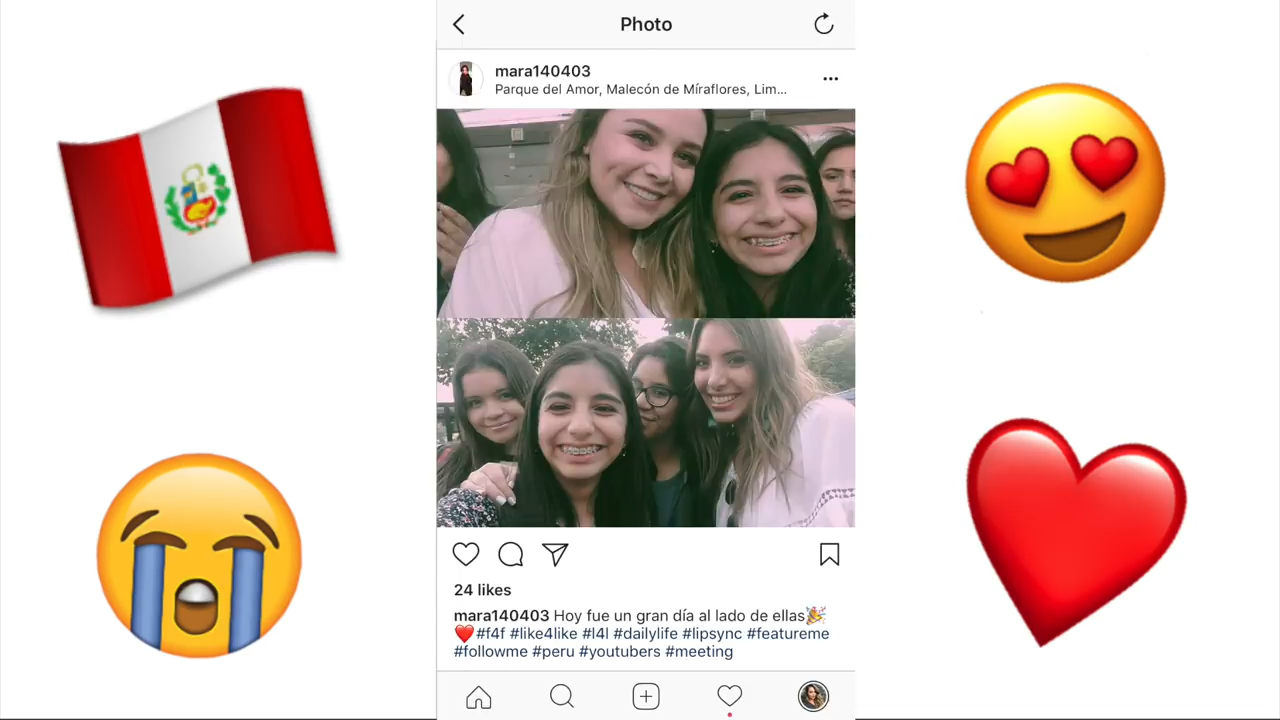 Photo
mara140403
Parque del Amor, Malecón de Míraflores, Lim...
24 likes
mara140403 Hoy fue un gran día al lado de ellas🎉
❤️#f4f #like4like #l4l #dailylife #lipsync #featureme
#followme #peru #youtubers #meeting